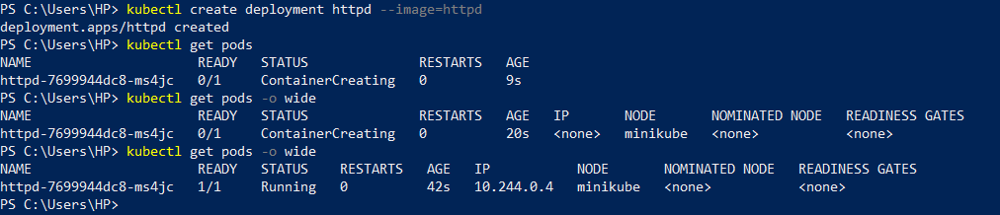 PS C:\Users\HP> kubectl create deployment httpd --image=httpd
deployment.apps/httpd created
PS C:\Users\HP> kubectl get pods
NAME                     READY   STATUS              RESTARTS   AGE
httpd-7699944dc8-ms4jc   0/1     ContainerCreating   0          9s
PS C:\Users\HP> kubectl get pods -o wide
NAME                     READY   STATUS              RESTARTS   AGE   IP       NODE       NOMINATED NODE   READINESS GATES
httpd-7699944dc8-ms4jc   0/1     ContainerCreating   0          20s   <none>   minikube   <none>           <none>
PS C:\Users\HP> kubectl get pods -o wide
NAME                     READY   STATUS    RESTARTS   AGE   IP           NODE       NOMINATED NODE   READINESS GATES
httpd-7699944dc8-ms4jc   1/1     Running   0          42s   10.244.0.4   minikube   <none>           <none>
PS C:\Users\HP>